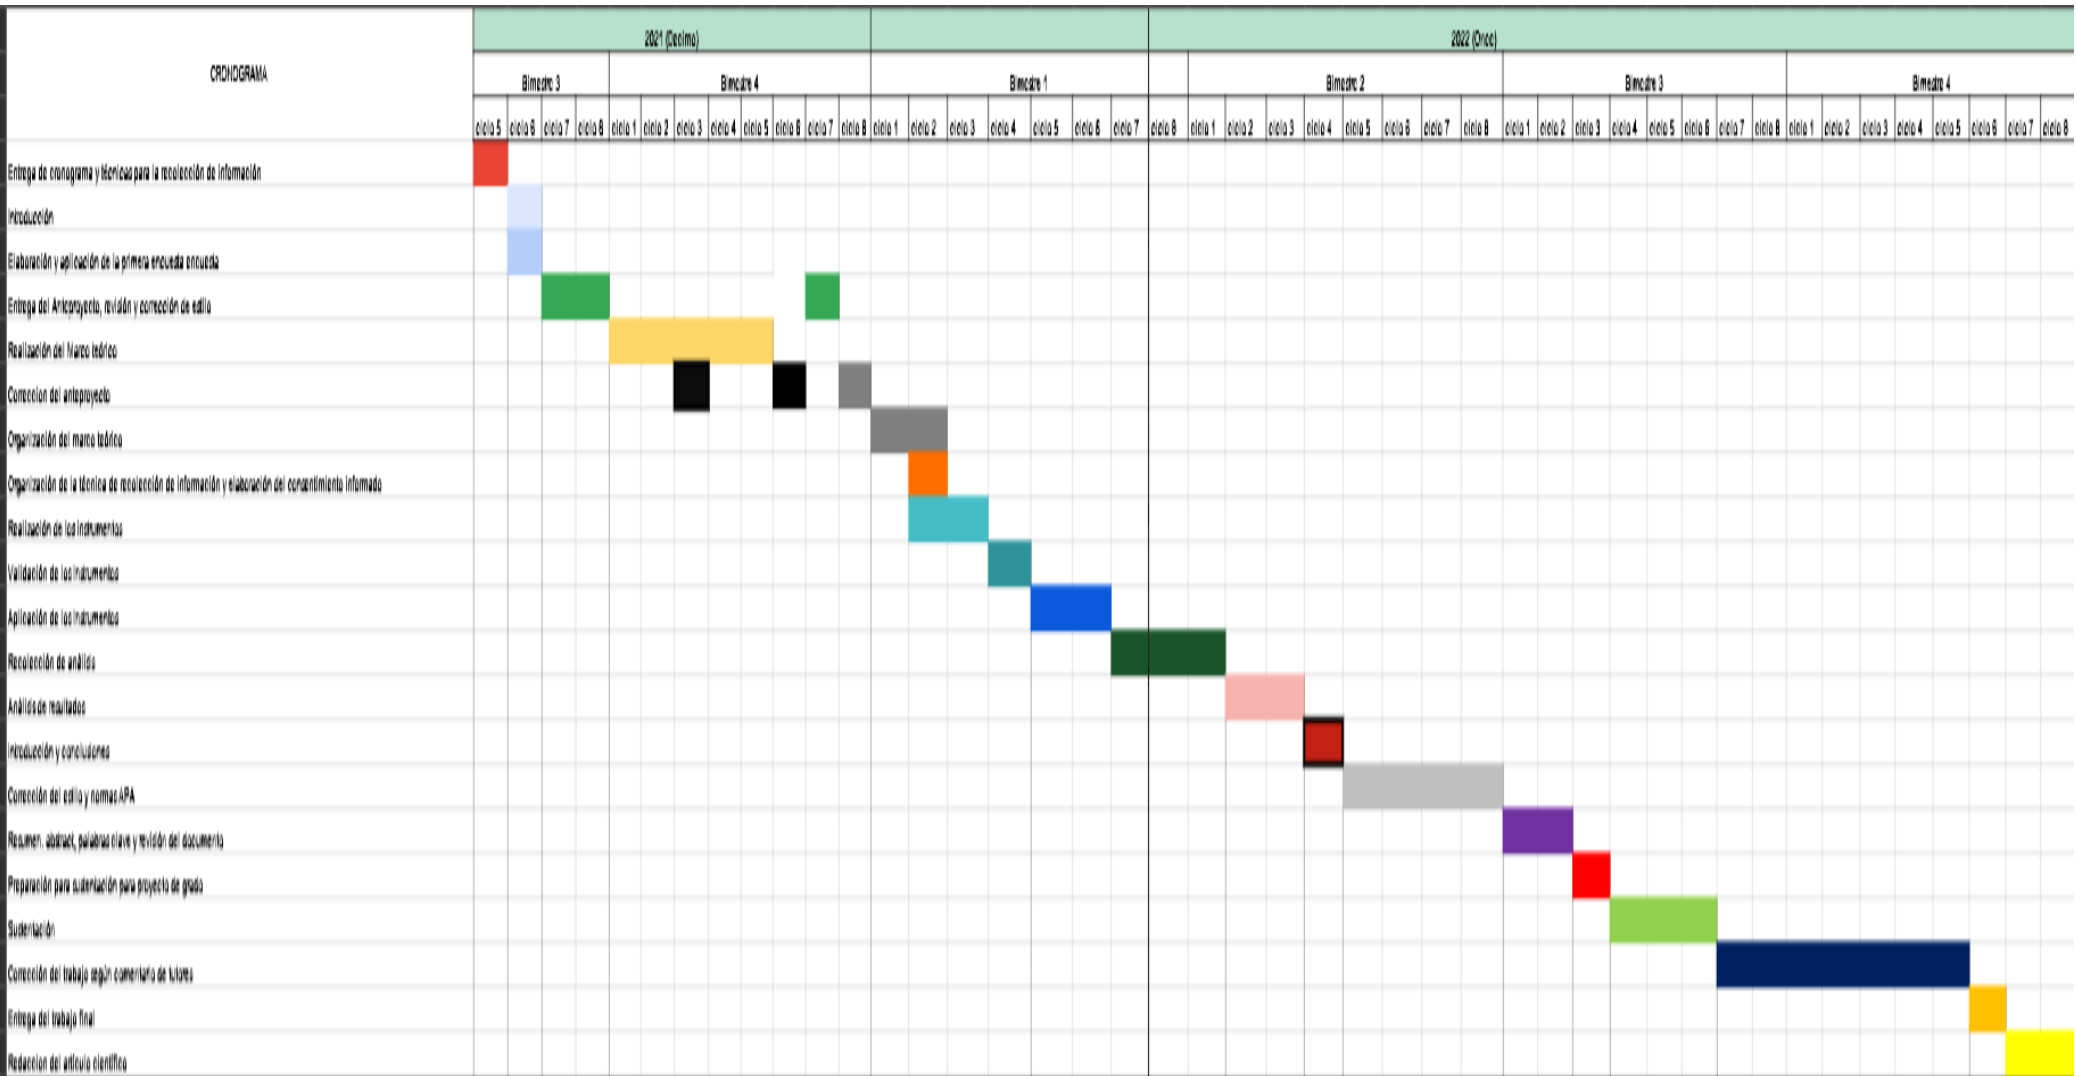 2021 (Decimo)
2022 (Once)
CRONOGRAMA
Bimestre 3 Bimestre 4 Bimestre 1 Bimestre 2 Bimestre 3 Bimestre 4
ciclo 5 ciclo 6 ciclo 7 ciclo 8 ciclo 1 ciclo 2 ciclo 3 ciclo 4 ciclo 5 ciclo 6 ciclo 7 ciclo 8 ciclo 1 ciclo 2 ciclo 3 ciclo 4 ciclo 5 ciclo 6 ciclo 7 ciclo 8 ciclo 1 ciclo 2 ciclo 3 ciclo 4 ciclo 5 ciclo 6 ciclo 7 ciclo 8 ciclo 1 ciclo 2 ciclo 3 ciclo 4 ciclo 5 ciclo 6 ciclo 7 ciclo 8 ciclo 1 ciclo 2 ciclo 3 ciclo 4 ciclo 5 ciclo 6 ciclo 7 ciclo 8
Entrega de cronograma y técnicas para la recolección de información
Introducción
Elaboración y aplicación de la primera encuesta encuesta
Entrega del Anteproyecto, revisión y corrección de estilo
Realización del Marco teórico
Correccion del anteproyecto
Organización del marco teórico
Organización de la técnica de recolección de información y elaboración del consentimiento informado
Realización de los instrumentos
Validación de los instrumentos
Aplicación de los instrumentos
Recolección de análisis
Análisis de resultados
Introducción y conclusiones
Corrección del estilo y normas APA
Resumen, abstract, palabras clave y revisión del documento
Preparación para sustentación para proyecto de grado
Sustentación
Corrección del trabajo según comentario de tutores
Entrega del trabajo final
Redaccion del artículo científico